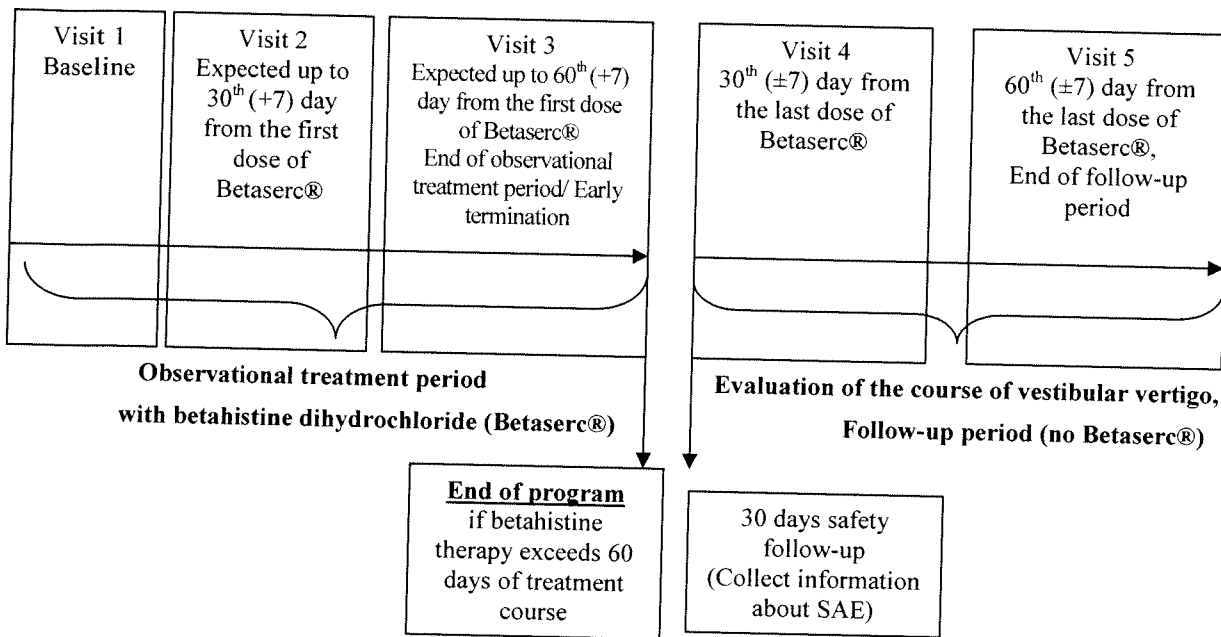 Visit 1
Baseline
Visit 2
Expected up to
30th (+7) day
from the first
dose of
Betaserc®
Visit 3
Expected up to 60th (+7)
day from the first dose
of Betaserc®
End of observational
treatment period/ Early
termination
Visit 4
30th (±7) day from
the last dose of
Betaserc®
Visit 5
60th (±7) day from
the last dose of
Betaserc®,
End of follow-up
period
Observational treatment period
with betahistine dihydrochloride (Betaserc®)
Evaluation of the course of vestibular vertigo,
Follow-up period (no Betaserc®)
End of program
if betahistine
therapy exceeds 60
days of treatment
course
30 days safety
follow-up
(Collect information
about SAE)